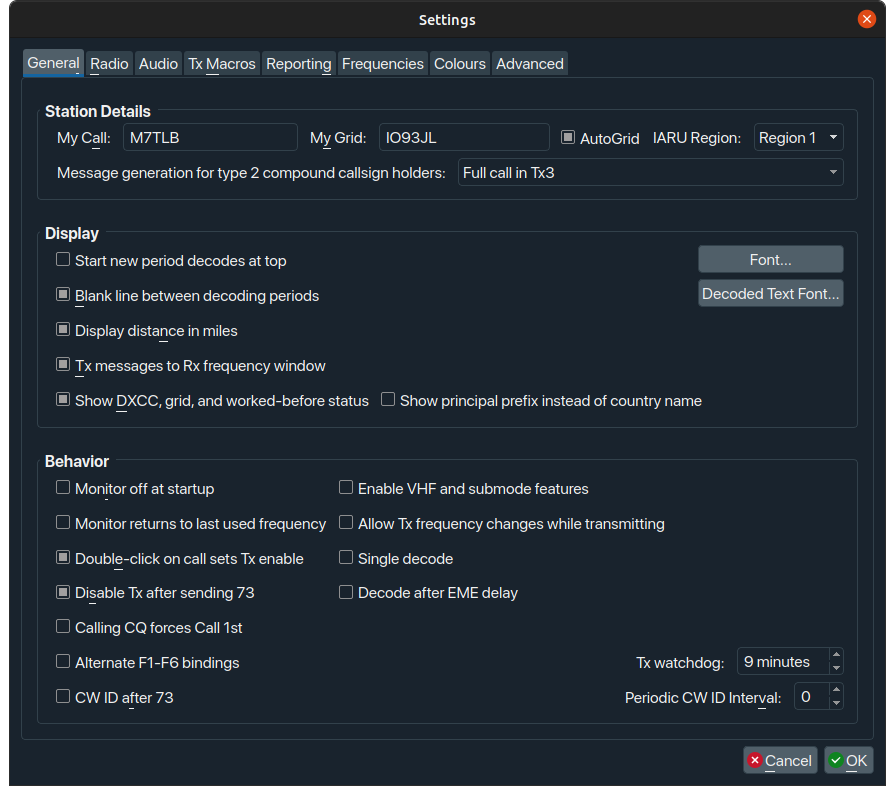 Settings
General Radio Audio Tx Macros Reporting Frequencies Colours Advanced
Station Details
My Call: M7TLB My Grid: IO93JL AutoGrid IARU Region: Region 1
Message generation for type 2 compound callsign holders: Full call in Tx3
Display
Start new period decodes at top Font...
Blank line between decoding periods Decoded Text Font...
Display distance in miles
Tx messages to Rx frequency window
Show DXCC, grid, and worked-before status Show principal prefix instead of country name
Behavior
Monitor off at startup Enable VHF and submode features
Monitor returns to last used frequency Allow Tx frequency changes while transmitting
Double-click on call sets Tx enable Single decode
Disable Tx after sending 73 Decode after EME delay
Calling CQ forces Call 1st
Alternate F1-F6 bindings Tx watchdog: 9 minutes
CW ID after 73 Periodic CW ID Interval: 0
Cancel OK